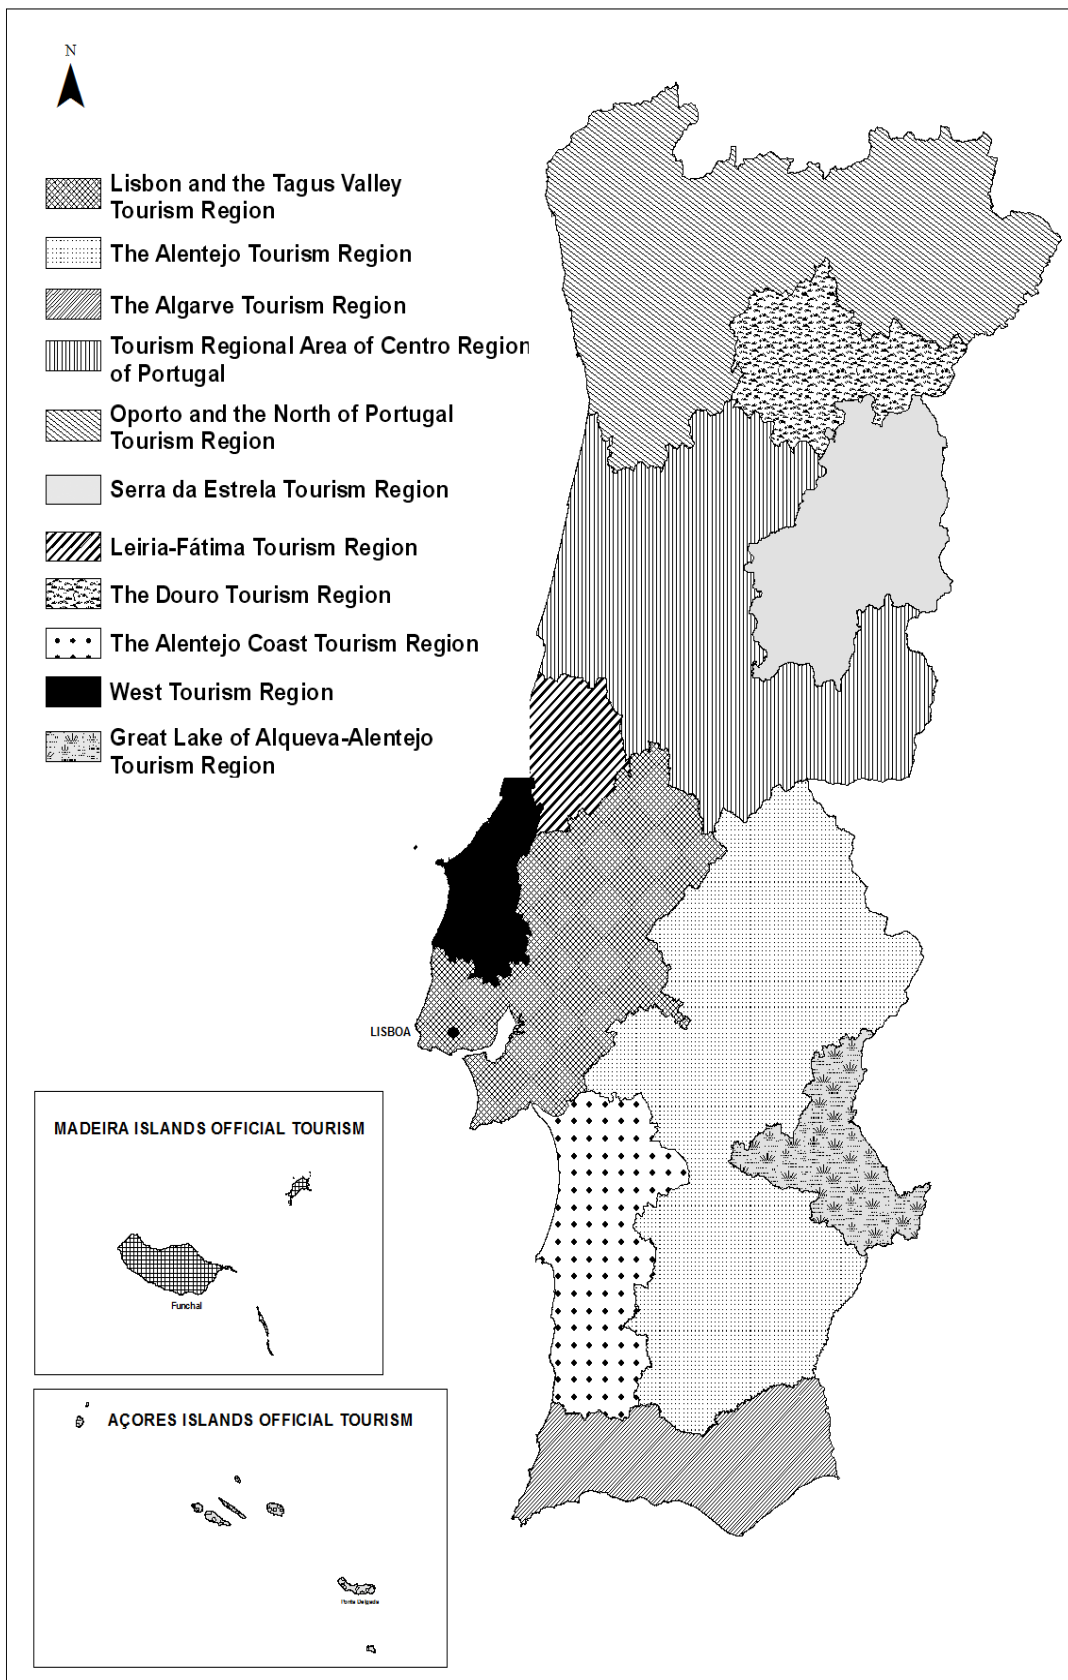 N
Lisbon and the Tagus Valley
Tourism Region
The Alentejo Tourism Region
The Algarve Tourism Region
Tourism Regional Area of Centro Region
of Portugal
Oporto and the North of Portugal
Tourism Region
Serra da Estrela Tourism Region
Leiria-Fátima Tourism Region
The Douro Tourism Region
The Alentejo Coast Tourism Region
West Tourism Region
Great Lake of Alqueva-Alentejo
Tourism Region
LISBOA
MADEIRA ISLANDS OFFICIAL TOURISM
Funchal
AÇORES ISLANDS OFFICIAL TOURISM
Ponta Delgada